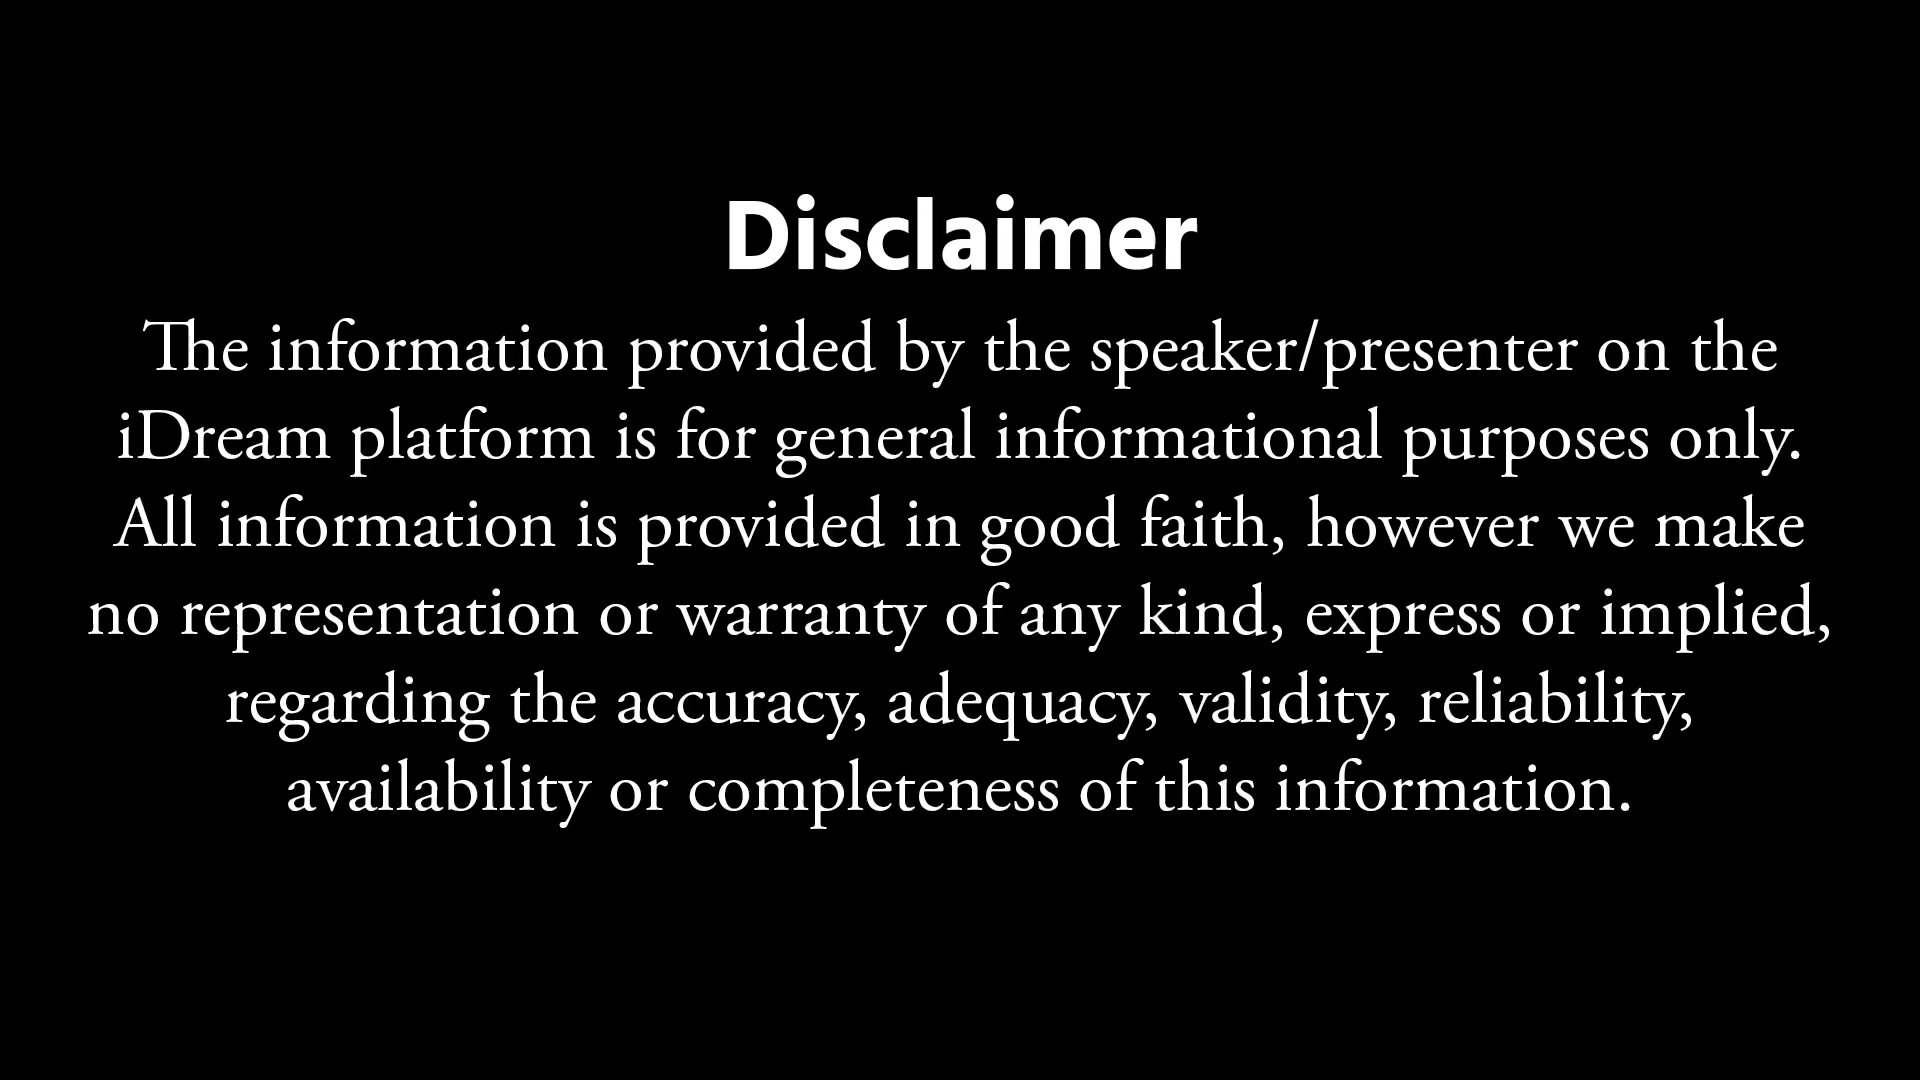 Disclaimer
The information provided by the speaker/presenter on the
iDream platform is for general informational purposes only.
All information is provided in good faith, however we make
no representation or warranty of any kind, express or implied,
regarding the accuracy, adequacy, validity, reliability,
availability or completeness of this information.